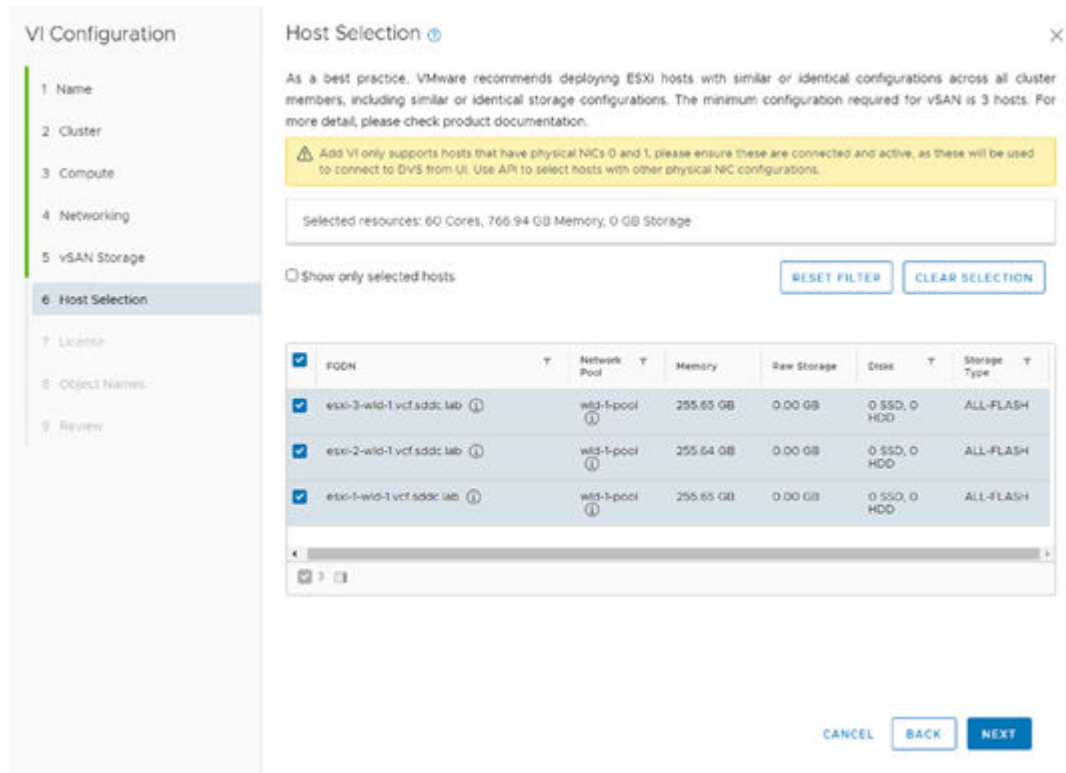 VI Configuration
1 Name
2 Cluster
3 Compute
4 Networking
5 vSAN Storage
6 Host Selection
7 License
8 Object Names
9 Review
Host Selection
As a best practice, VMware recommends deploying ESXi hosts with similar or identical configurations across all cluster
members, including similar or identical storage configurations. The minimum configuration required for vSAN is 3 hosts. For
more detail, please check product documentation.
Add VI only supports hosts that have physical NICs 0 and 1, please ensure these are connected and active, as these will be used
to connect to DVS from UI. Use API to select hosts with other physical NIC configurations.
Selected resources: 60 Cores, 766.94 GB Memory, 0 GB Storage
Show only selected hosts
RESET FILTER
CLEAR SELECTION
FQDN Network Memory Raw Storage Disks Storage
Pool Type
esxi-3-wld-1.vcf.sddc.lab wld-1-pool 255.65 GB 0.00 GB 0 SSD, 0 ALL-FLASH
HDD
esxi-2-wld-1.vcf.sddc.lab wld-1-pool 255.64 GB 0.00 GB 0 SSD, 0 ALL-FLASH
HDD
esxi-1-wld-1.vcf.sddc.lab wld-1-pool 255.65 GB 0.00 GB 0 SSD, 0 ALL-FLASH
HDD
3
CANCEL
BACK
NEXT